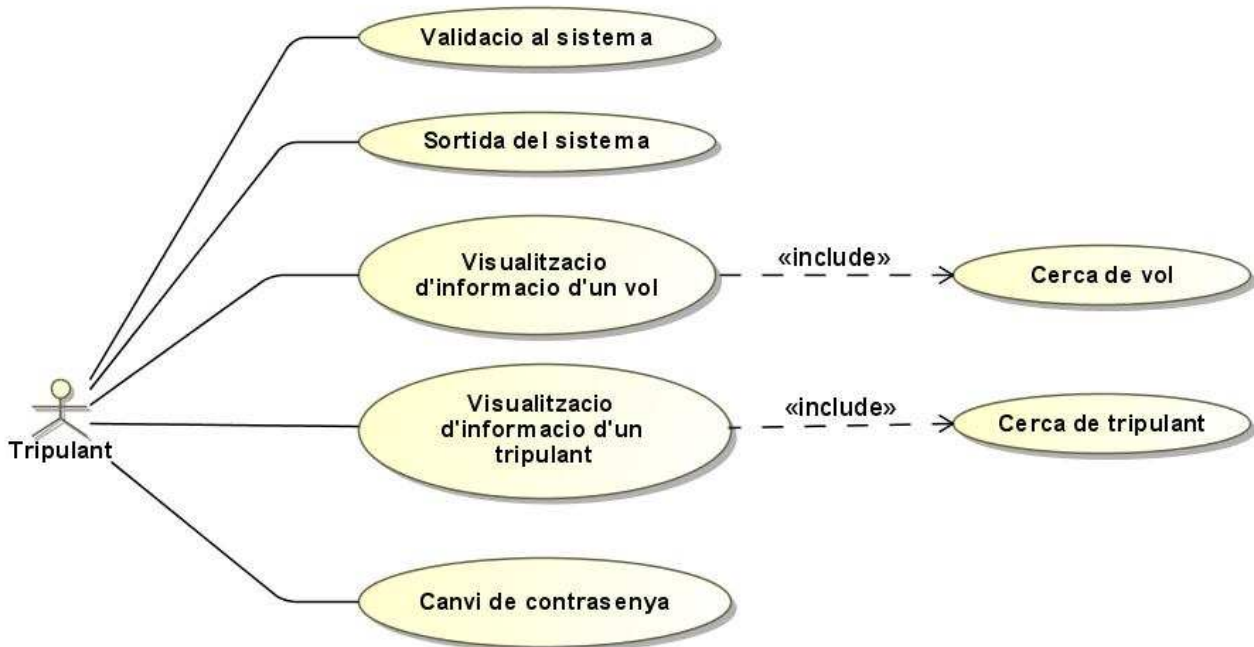 Validacio al sistema
Sortida del sistema
Visualitzacio
d'informacio d'un vol
«include»
Cerca de vol
Visualitzacio
d'informacio d'un
tripulant
«include»
Cerca de tripulant
Tripulant
Canvi de contrasenya